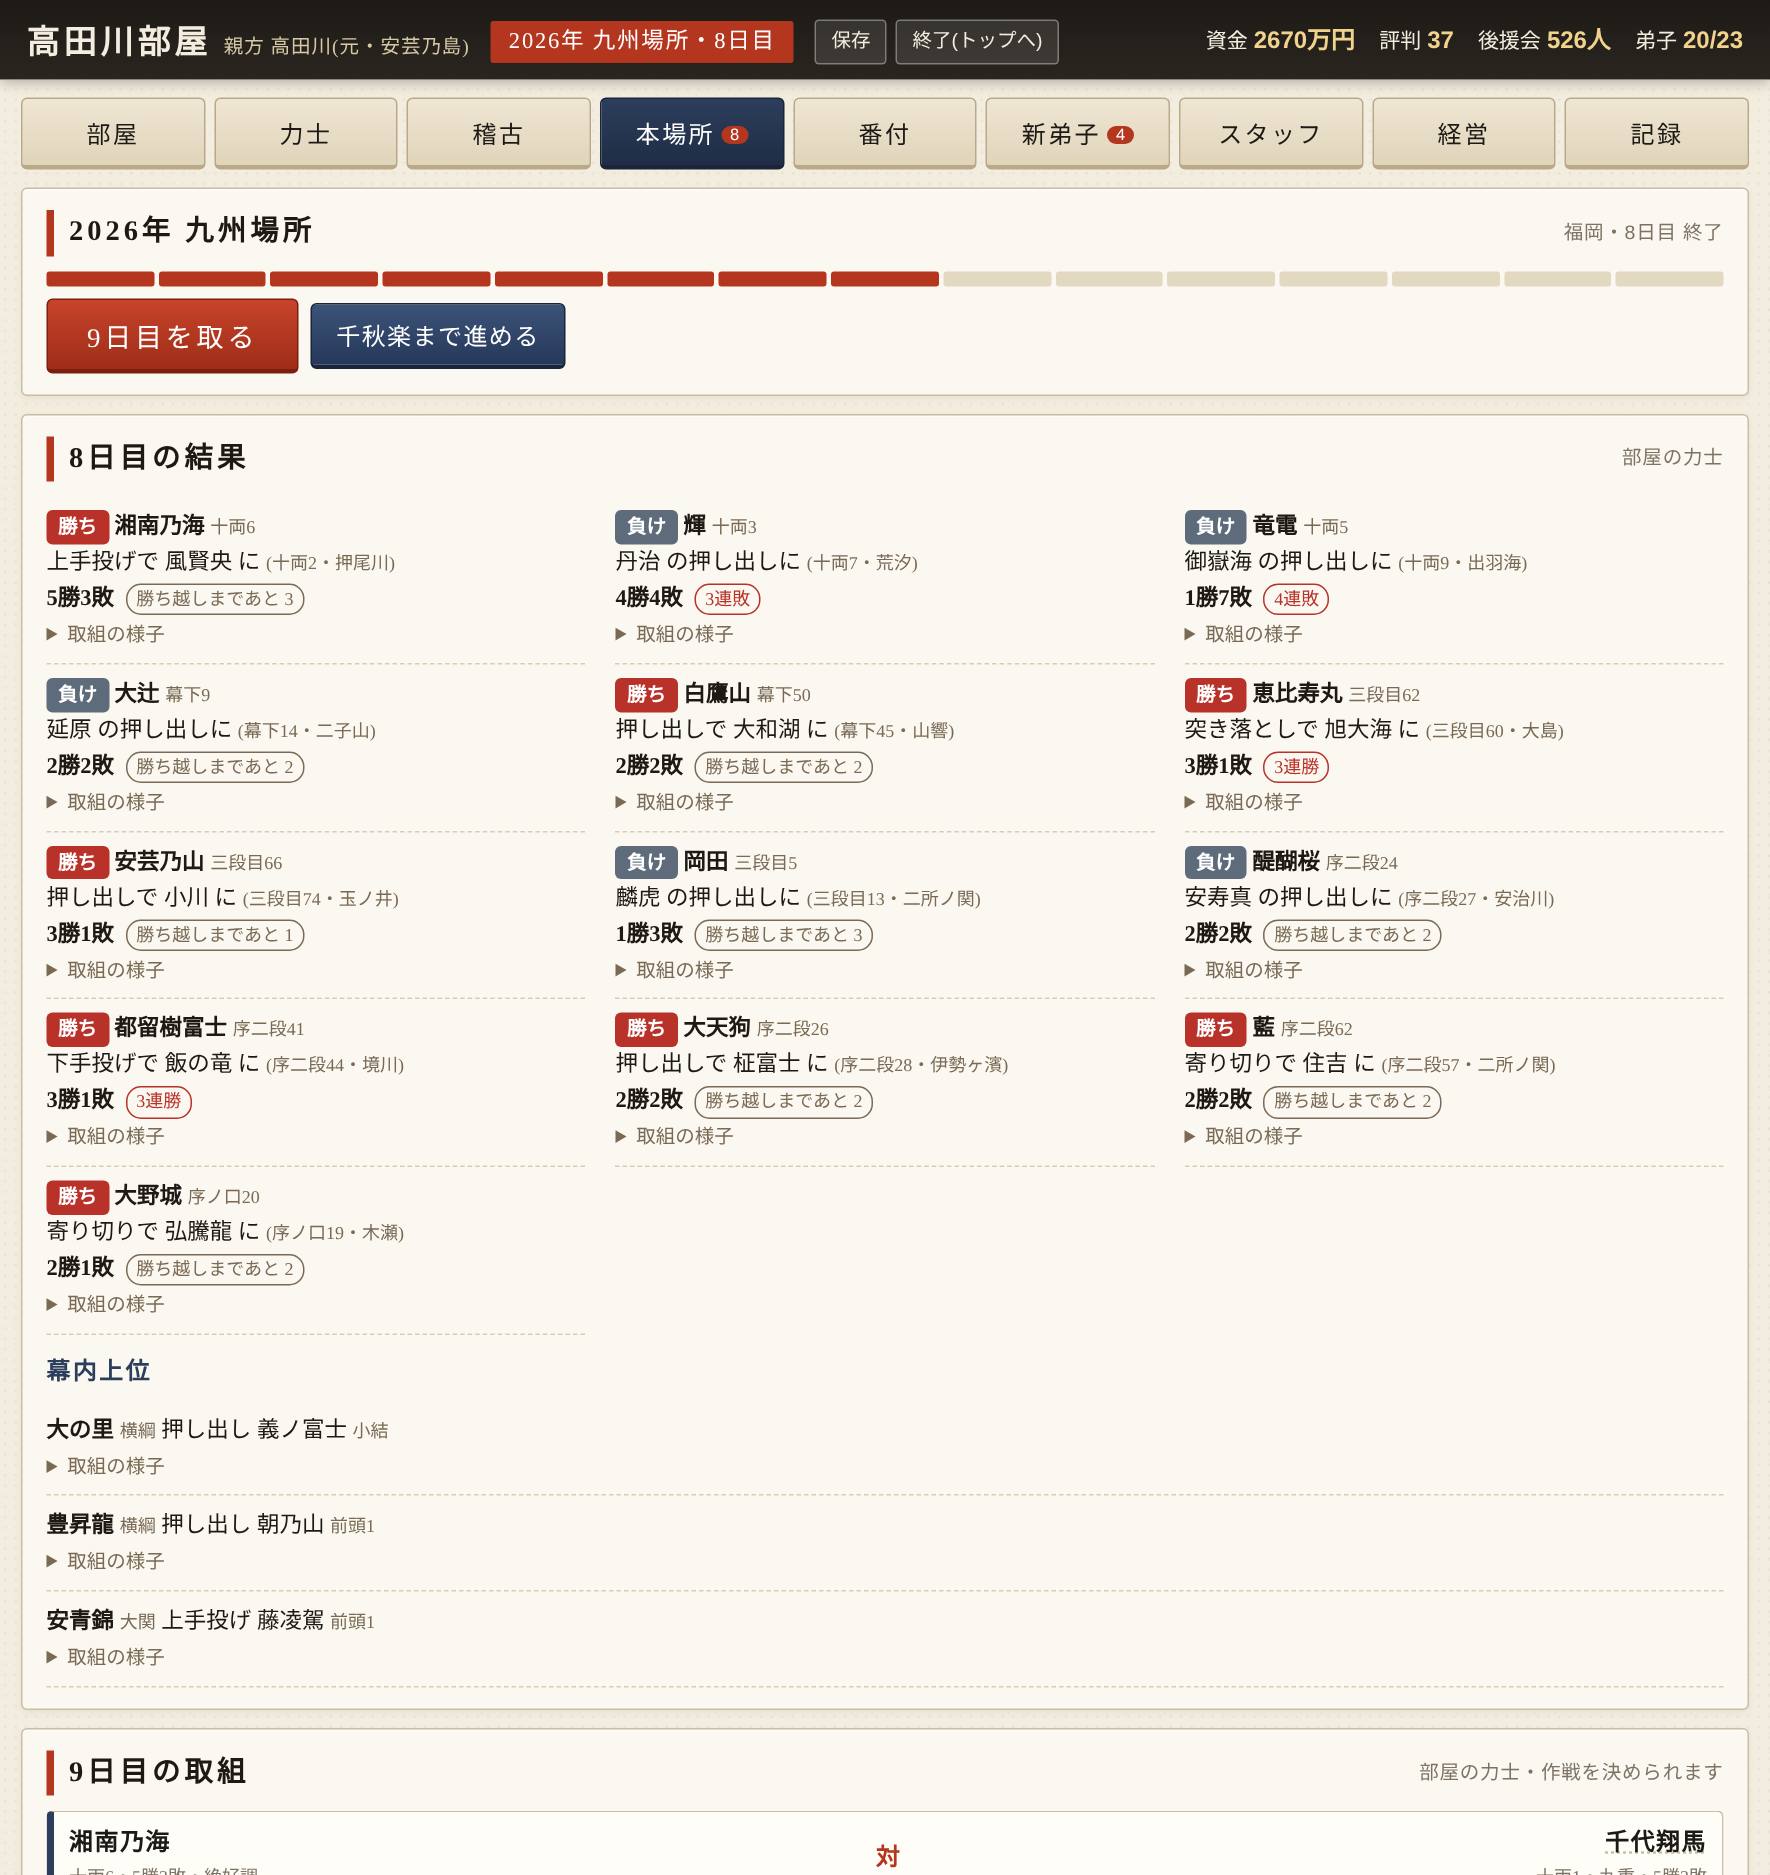 高田川部屋 親方 高田川(元・安芸乃島) 2026年 九州場所・8日目 保存 終了(トップへ) 資金 2670万円 評判 37 後援会 526人 弟子 20/23
部屋 力士 稽古 本場所 8 番付 新弟子 4 スタッフ 経営 記録
2026年 九州場所 福岡・8日目 終了
9日目を取る 千秋楽まで進める
8日目の結果 部屋の力士
勝ち 湘南乃海 十両6
上手投げで 風賢央 に (十両2・押尾川)
5勝3敗 勝ち越しまであと 3
▶ 取組の様子
負け 輝 十両3
丹治 の押し出しに (十両7・荒汐)
4勝4敗 3連敗
▶ 取組の様子
負け 竜電 十両5
御嶽海 の押し出しに (十両9・出羽海)
1勝7敗 4連敗
▶ 取組の様子
負け 大辻 幕下9
延原 の押し出しに (幕下14・二子山)
2勝2敗 勝ち越しまであと 2
▶ 取組の様子
勝ち 白鷹山 幕下50
押し出しで 大和湖 に (幕下45・山響)
2勝2敗 勝ち越しまであと 2
▶ 取組の様子
勝ち 恵比寿丸 三段目62
突き落としで 旭大海 に (三段目60・大島)
3勝1敗 3連勝
▶ 取組の様子
勝ち 安芸乃山 三段目66
押し出しで 小川 に (三段目74・玉ノ井)
3勝1敗 勝ち越しまであと 1
▶ 取組の様子
負け 岡田 三段目5
麟虎 の押し出しに (三段目13・二所ノ関)
1勝3敗 勝ち越しまであと 3
▶ 取組の様子
負け 醍醐桜 序二段24
安寿真 の押し出しに (序二段27・安治川)
2勝2敗 勝ち越しまであと 2
▶ 取組の様子
勝ち 都留樹富士 序二段41
下手投げで 飯の竜 に (序二段44・境川)
3勝1敗 3連勝
▶ 取組の様子
勝ち 大天狗 序二段26
押し出しで 柾富士 に (序二段28・伊勢ヶ濱)
2勝2敗 勝ち越しまであと 2
▶ 取組の様子
勝ち 藍 序二段62
寄り切りで 住吉 に (序二段57・二所ノ関)
2勝2敗 勝ち越しまであと 2
▶ 取組の様子
勝ち 大野城 序ノ口20
寄り切りで 弘騰龍 に (序ノ口19・木瀬)
2勝1敗 勝ち越しまであと 2
▶ 取組の様子
幕内上位
大の里 横綱 押し出し 義ノ富士 小結
▶ 取組の様子
豊昇龍 横綱 押し出し 朝乃山 前頭1
▶ 取組の様子
安青錦 大関 上手投げ 藤凌駕 前頭1
▶ 取組の様子
9日目の取組 部屋の力士・作戦を決められます
湘南乃海 対 千代翔馬